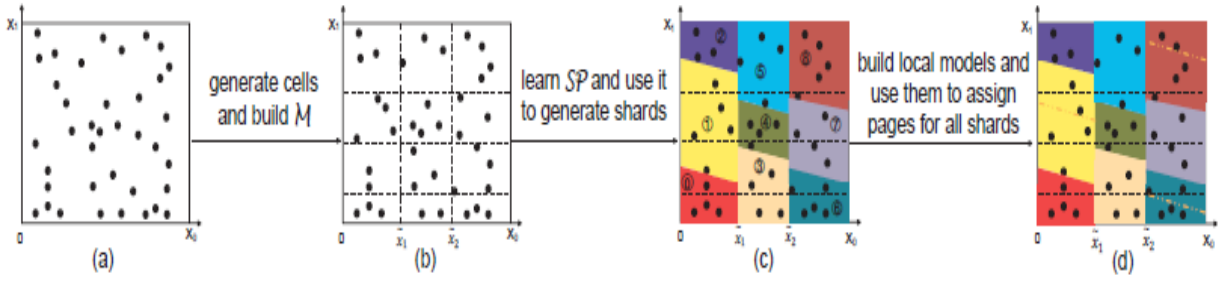 X₁
0
X₀
(a)
generate cells
and build M
X₁
0
x̃₁
x̃₂
X₀
(b)
learn SP and use it
to generate shards
X₁
②
⑤
⑧
①
④
⑦
③
⓪
⑥
0
x̃₁
x̃₂
X₀
(c)
build local models and
use them to assign
pages for all shards
X₁
0
x̃₁
x̃₂
X₀
(d)